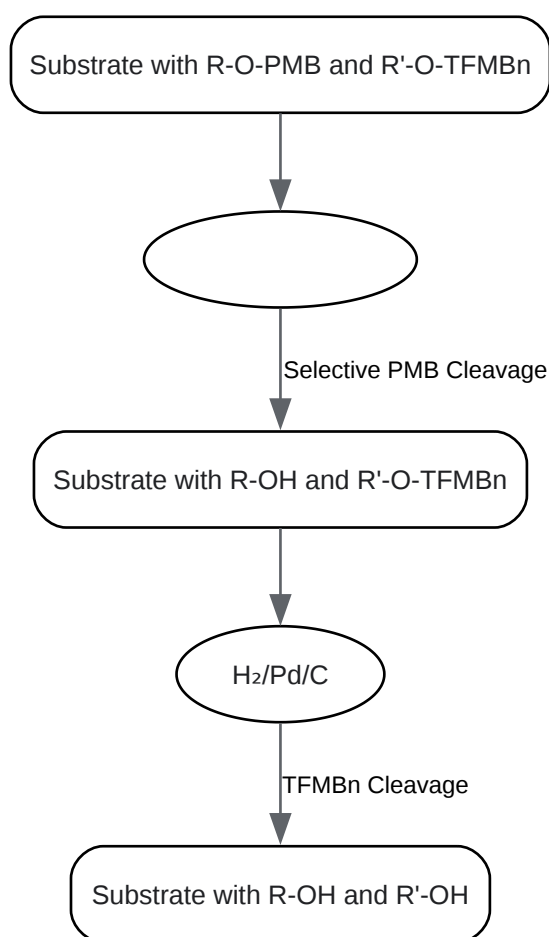 Substrate with R-O-PMB and R'-O-TFMBn
Selective PMB Cleavage
Substrate with R-OH and R'-O-TFMBn
H₂/Pd/C
TFMBn Cleavage
Substrate with R-OH and R'-OH